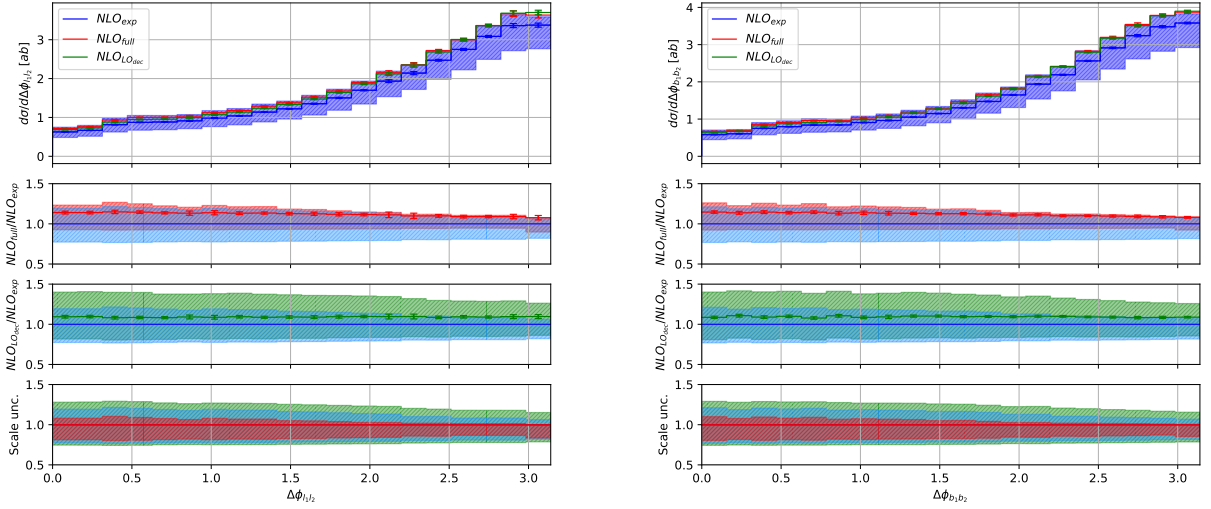 NLO_exp
NLO_full
NLO_LO_dec
dσ/dΔϕ_l₁l₂ [ab]
3
2
1
0
NLO_full/NLO_exp
1.5
1.0
0.5
NLO_LO_dec/NLO_exp
1.5
1.0
0.5
Scale unc.
1.5
1.0
0.5
0.0 0.5 1.0 1.5 2.0 2.5 3.0
Δϕ_l₁l₂
NLO_exp
NLO_full
NLO_LO_dec
dσ/dΔϕ_b₁b₂ [ab]
4
3
2
1
0
NLO_full/NLO_exp
1.5
1.0
0.5
NLO_LO_dec/NLO_exp
1.5
1.0
0.5
Scale unc.
1.5
1.0
0.5
0.0 0.5 1.0 1.5 2.0 2.5 3.0
Δϕ_b₁b₂